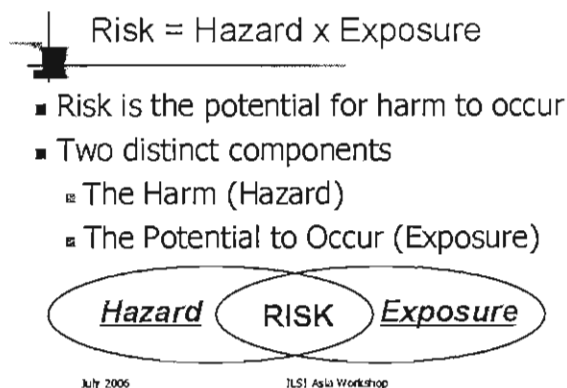 Risk = Hazard x Exposure
Risk is the potential for harm to occur
Two distinct components
The Harm (Hazard)
The Potential to Occur (Exposure)
Hazard RISK Exposure
July 2006 ILSI Asia Workshop